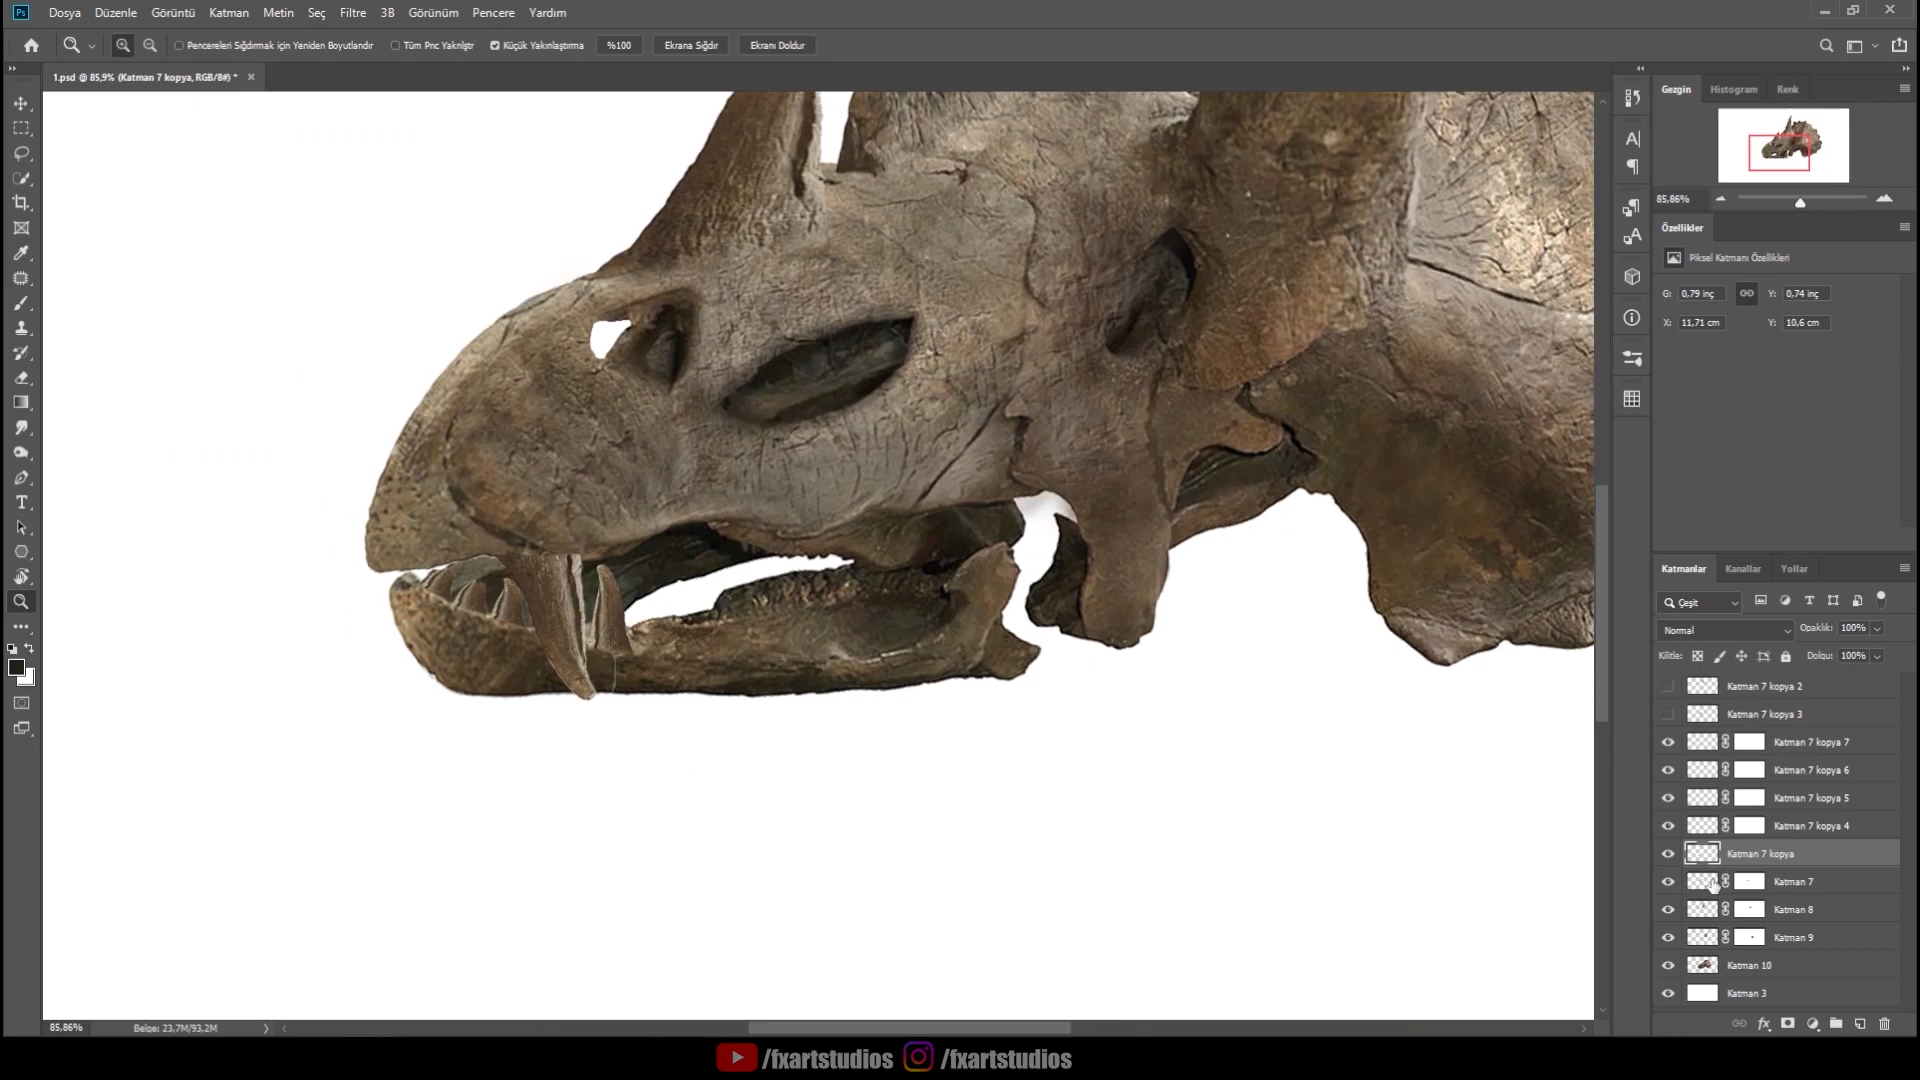 Ps Dosya Düzenle Görüntü Katman Metin Seç Filtre 3B Görünüm Pencere Yardım
Pencereleri Sığdırmak için Yeniden Boyutlandır Tüm Pnc Yaknlştr Küçük Yakınlaştırma %100 Ekrana Sığdır Ekranı Doldur
1.psd @ 85,9% (Katman 7 kopya, RGB/8#) *
Gezgin Histogram Renk
85,86%
Özellikler
Piksel Katmanı Özellikleri
G: 0,79 inç Y: 0,74 inç
X: 11,71 cm Y: 10,6 cm
Katmanlar Kanallar Yollar
Çeşit
Normal Opaklık: 100%
Kilitle: Dolgu: 100%
Katman 7 kopya 2
Katman 7 kopya 3
Katman 7 kopya 7
Katman 7 kopya 6
Katman 7 kopya 5
Katman 7 kopya 4
Katman 7 kopya
Katman 7
Katman 8
Katman 9
Katman 10
Katman 3
85,86% Belge: 23,7M/93,2M
/fxartstudios /fxartstudios